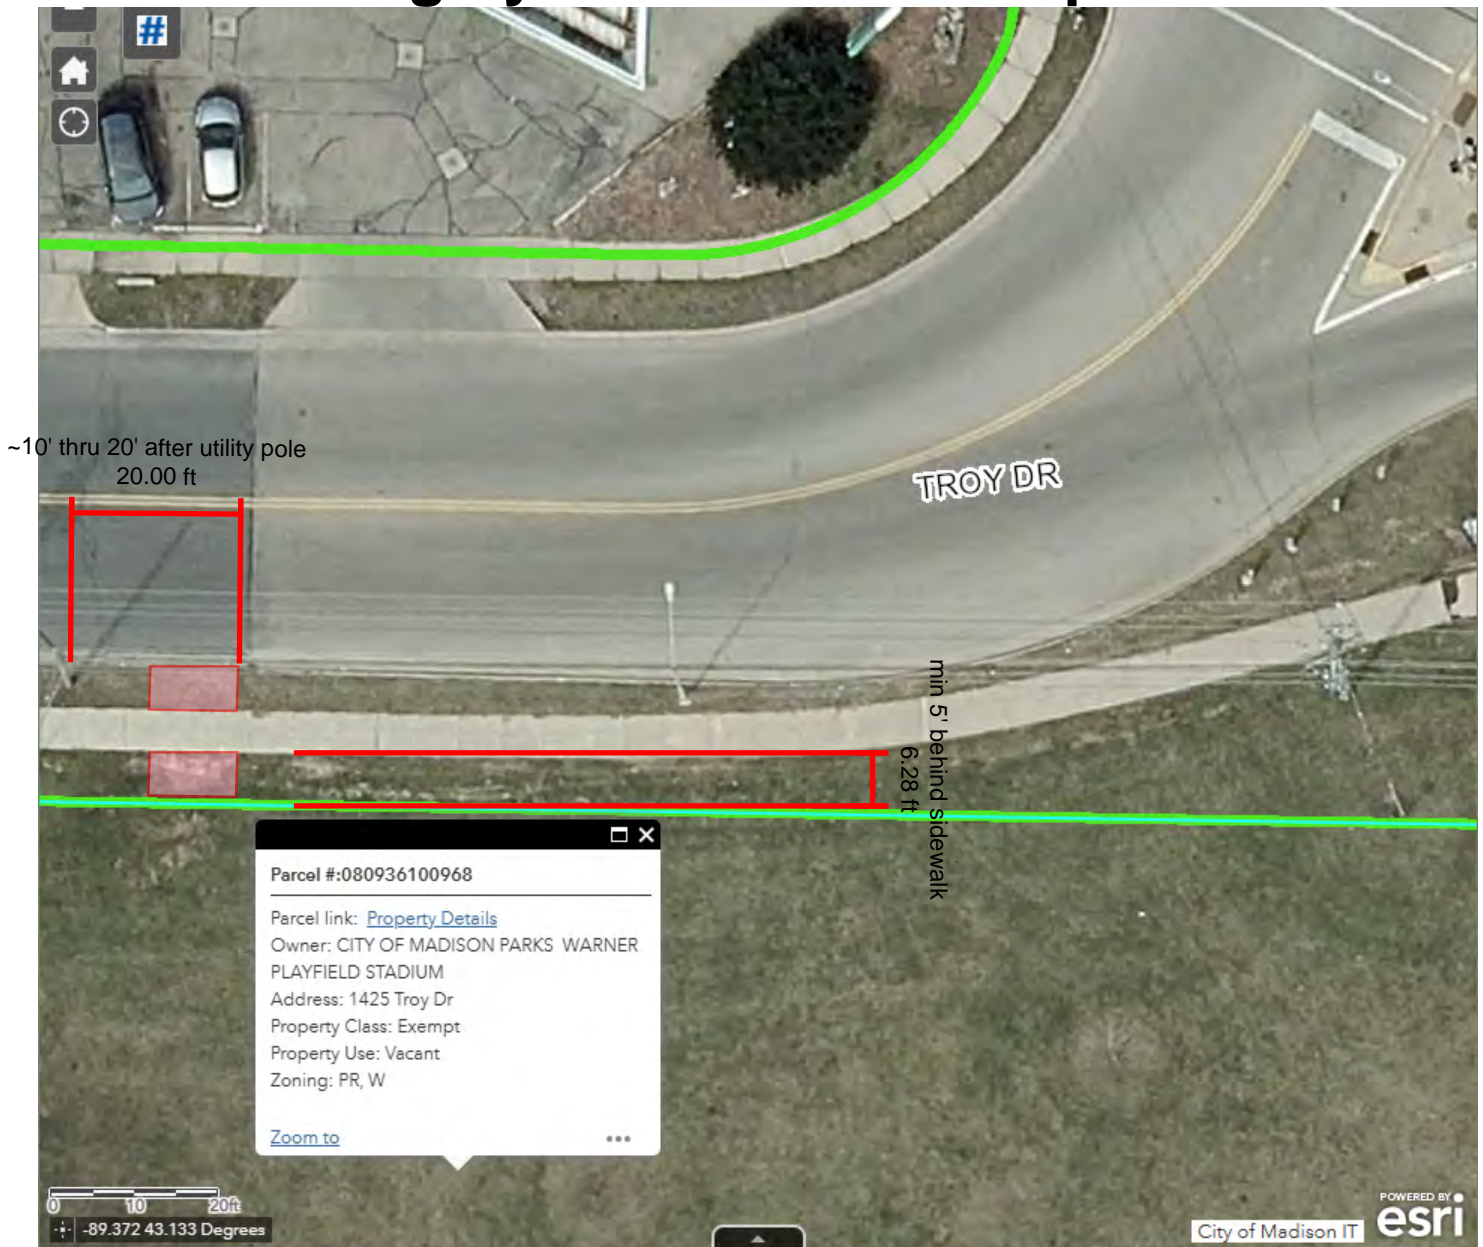 #
~10' thru 20' after utility pole
20.00 ft
TROY DR
min 5' behind sidewalk
6.28 ft
Parcel #:080936100968
Parcel link: Property Details
Owner: CITY OF MADISON PARKS WARNER
PLAYFIELD STADIUM
Address: 1425 Troy Dr
Property Class: Exempt
Property Use: Vacant
Zoning: PR, W
Zoom to
0 10 20ft
-89.372 43.133 Degrees
City of Madison IT
POWERED BY
esri